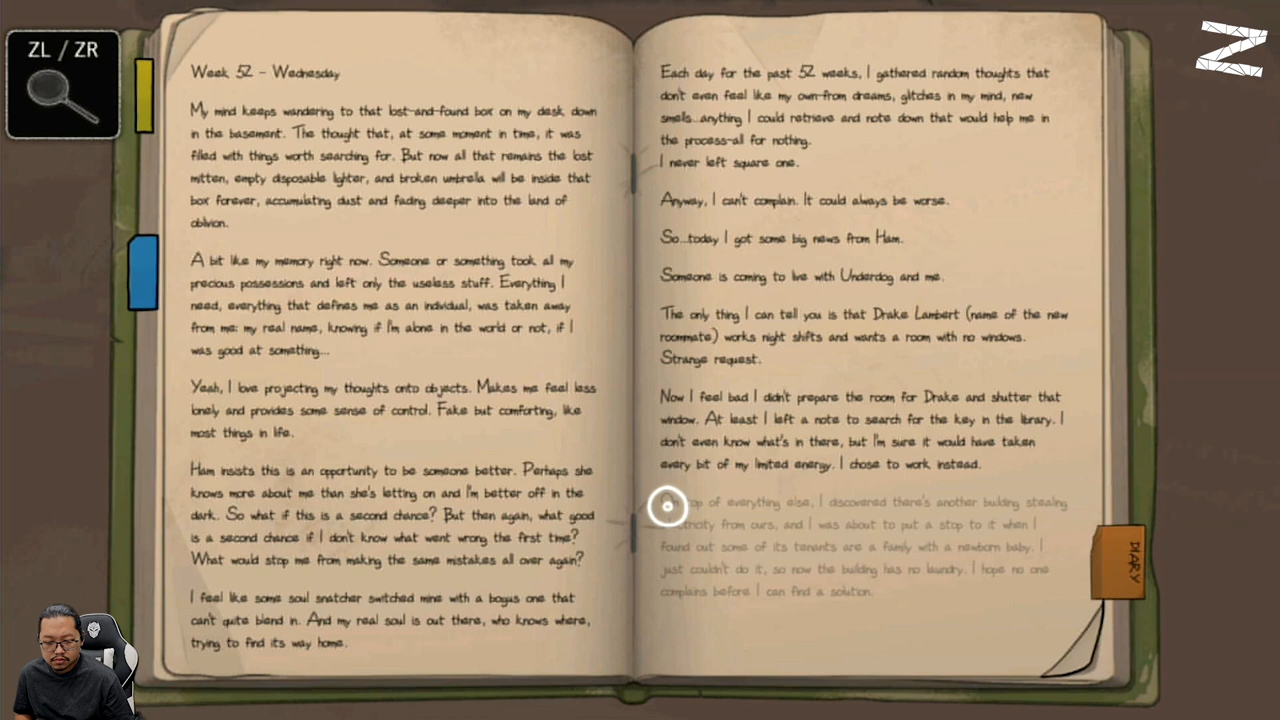 ZL / ZR
Z
Week 52 - Wednesday
My mind keeps wandering to that lost-and-found box on my desk, down
in the basement. The thought that, at some moment in time, it was
filled with things worth searching for. But now all that remains the lost
mitten, empty disposable lighter, and broken umbrella will be inside that
box forever, accumulating dust and fading deeper into the land of
oblivion.
A bit like my memory right now. Someone or something took all my
precious possessions and left only the useless stuff. Everything I
need, everything that defines me as an individual, was taken away
from me: my real name, knowing if I'm alone in the world or not, if I
was good at something...
Yeah, I love projecting my thoughts onto objects. Makes me feel less
lonely and provides some sense of control. Fake but comforting, like
most things in life.
Ham insists this is an opportunity to be someone better. Perhaps she
knows more about me than she's letting on and I'm better off in the
dark. So what if this is a second chance? But then again, what good
is a second chance if I don't know what went wrong the first time?
What would stop me from making the same mistakes all over again?
I feel like some soul snatcher switched mine with a bogus one that
can't quite blend in. And my real soul is out there, who knows where,
trying to find its way home.
Each day for the past 52 weeks, I gathered random thoughts that
don't even feel like my own-from dreams, glitches in my mind, new
smells...anything I could retrieve and note down that would help me in
the process-all for nothing.
I never left square one.
Anyway, I can't complain. It could always be worse.
So...today I got some big news from Ham.
Someone is coming to live with Underdog and me.
The only thing I can tell you is that Drake Lambert (name of the new
roommate) works night shifts and wants a room with no windows.
Strange request.
Now I feel bad I didn't prepare the room for Drake and shutter that
window. At least I left a note to search for the key in the library. I
don't even know what's in there, but I'm sure it would have taken
every bit of my limited energy. I chose to work instead.
top of everything else, I discovered there's another building stealing
from ours, and I was about to put a stop to it when I
found out some of its tenants are a family with a newborn baby. I
just couldn't do it, so now the building has no laundry. I hope no one
complains before I can find a solution.
DIARY